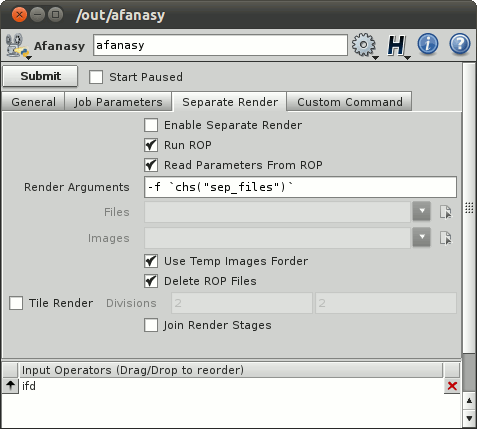 /out/afanasy
Afanasy afanasy
Submit Start Paused
General Job Parameters Separate Render Custom Command
Enable Separate Render
Run ROP
Read Parameters From ROP
Render Arguments -f `chs("sep_files")`
Files
Images
Use Temp Images Forder
Delete ROP Files
Tile Render Divisions 2 2
Join Render Stages
Input Operators (Drag/Drop to reorder)
ifd